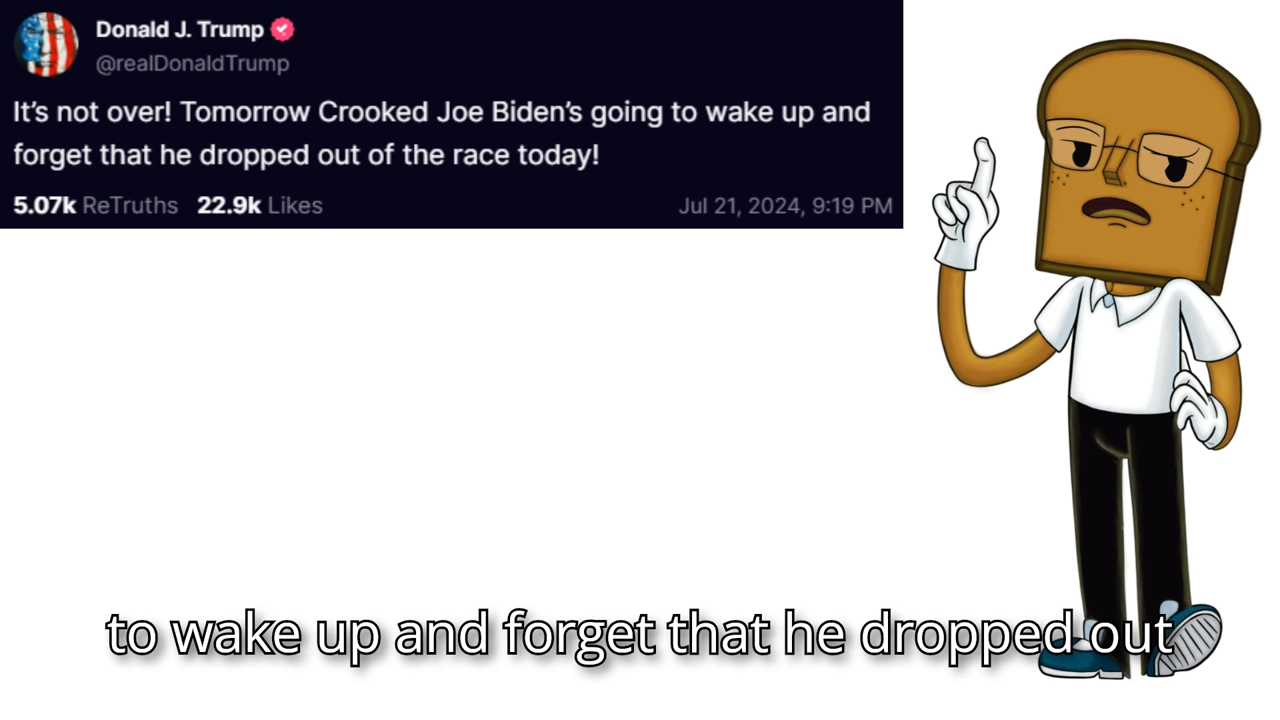 Donald J. Trump
@realDonaldTrump
It's not over! Tomorrow Crooked Joe Biden's going to wake up and
forget that he dropped out of the race today!
5.07k ReTruths 22.9k Likes Jul 21, 2024, 9:19 PM
to wake up and forget that he dropped out